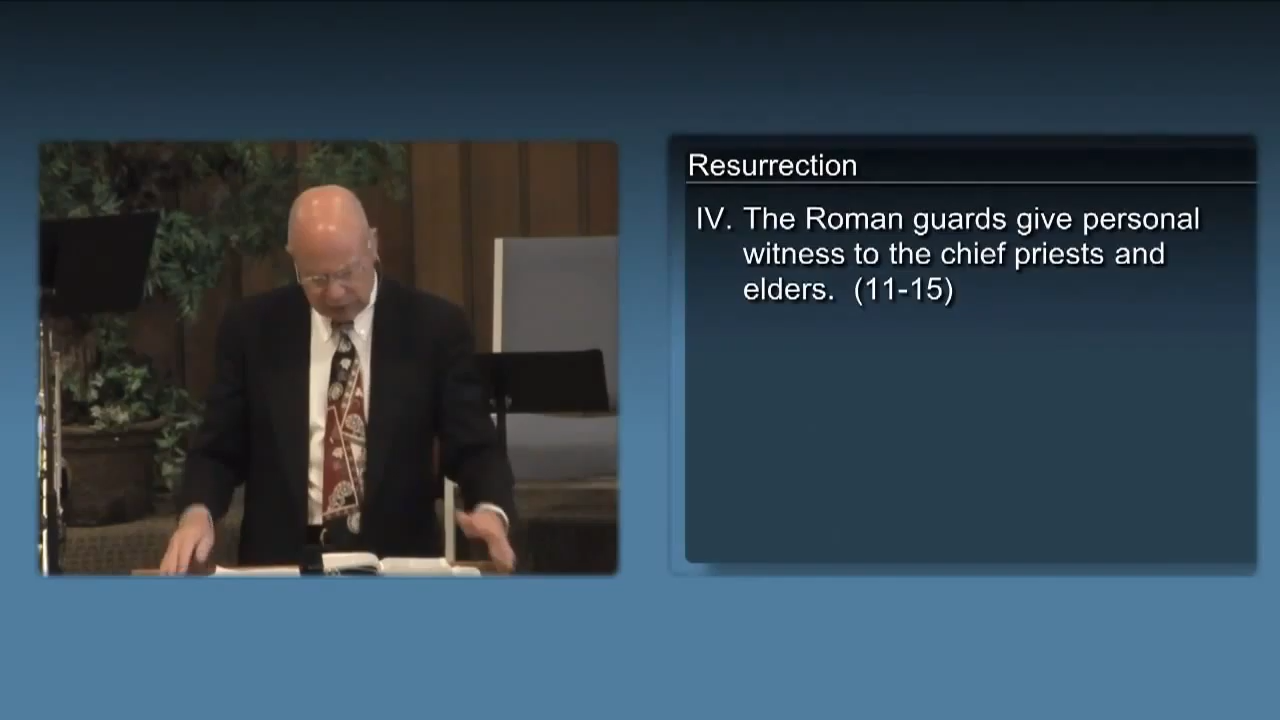 Resurrection
IV. The Roman guards give personal
witness to the chief priests and
elders. (11-15)